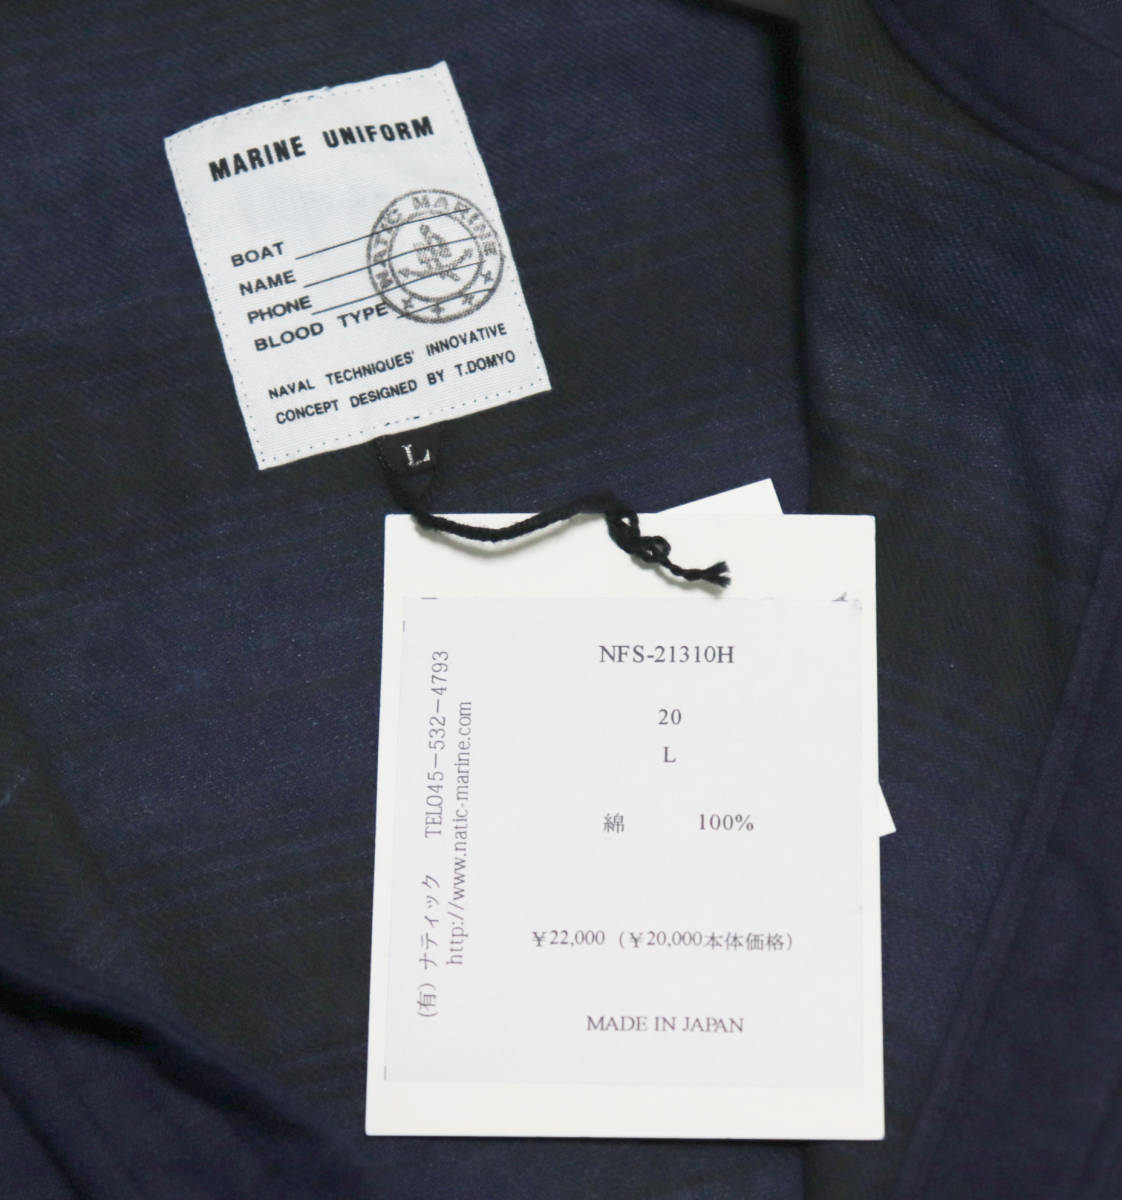 MARINE UNIFORM
NATIC MARINE
BOAT
NAME
PHONE
BLOOD TYPE
NAVAL TECHNIQUES' INNOVATIVE
CONCEPT DESIGNED BY T.DOMYO
L
NFS-21310H
20
L
綿 100%
¥22,000 (¥20,000本体価格)
MADE IN JAPAN
(有) ナティック TEL045-532-4793
http://www.natic-marine.com